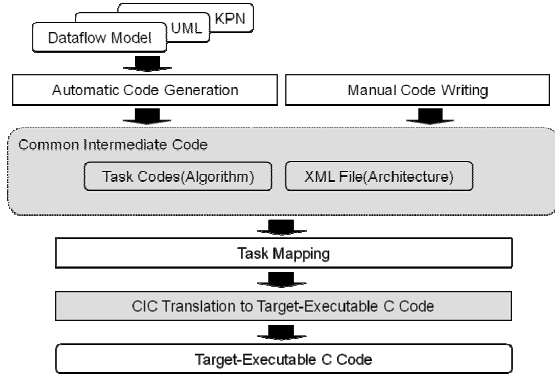 KPN
UML
Dataflow Model
Automatic Code Generation
Manual Code Writing
Common Intermediate Code
Task Codes(Algorithm)
XML File(Architecture)
Task Mapping
CIC Translation to Target-Executable C Code
Target-Executable C Code